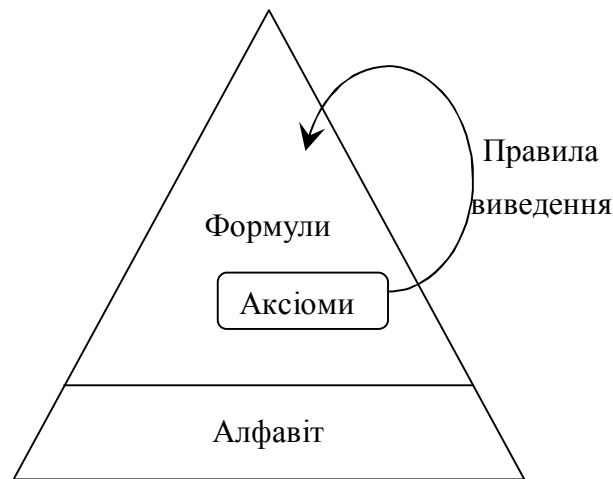 Правила
виведення
Формули
Аксіоми
Алфавіт